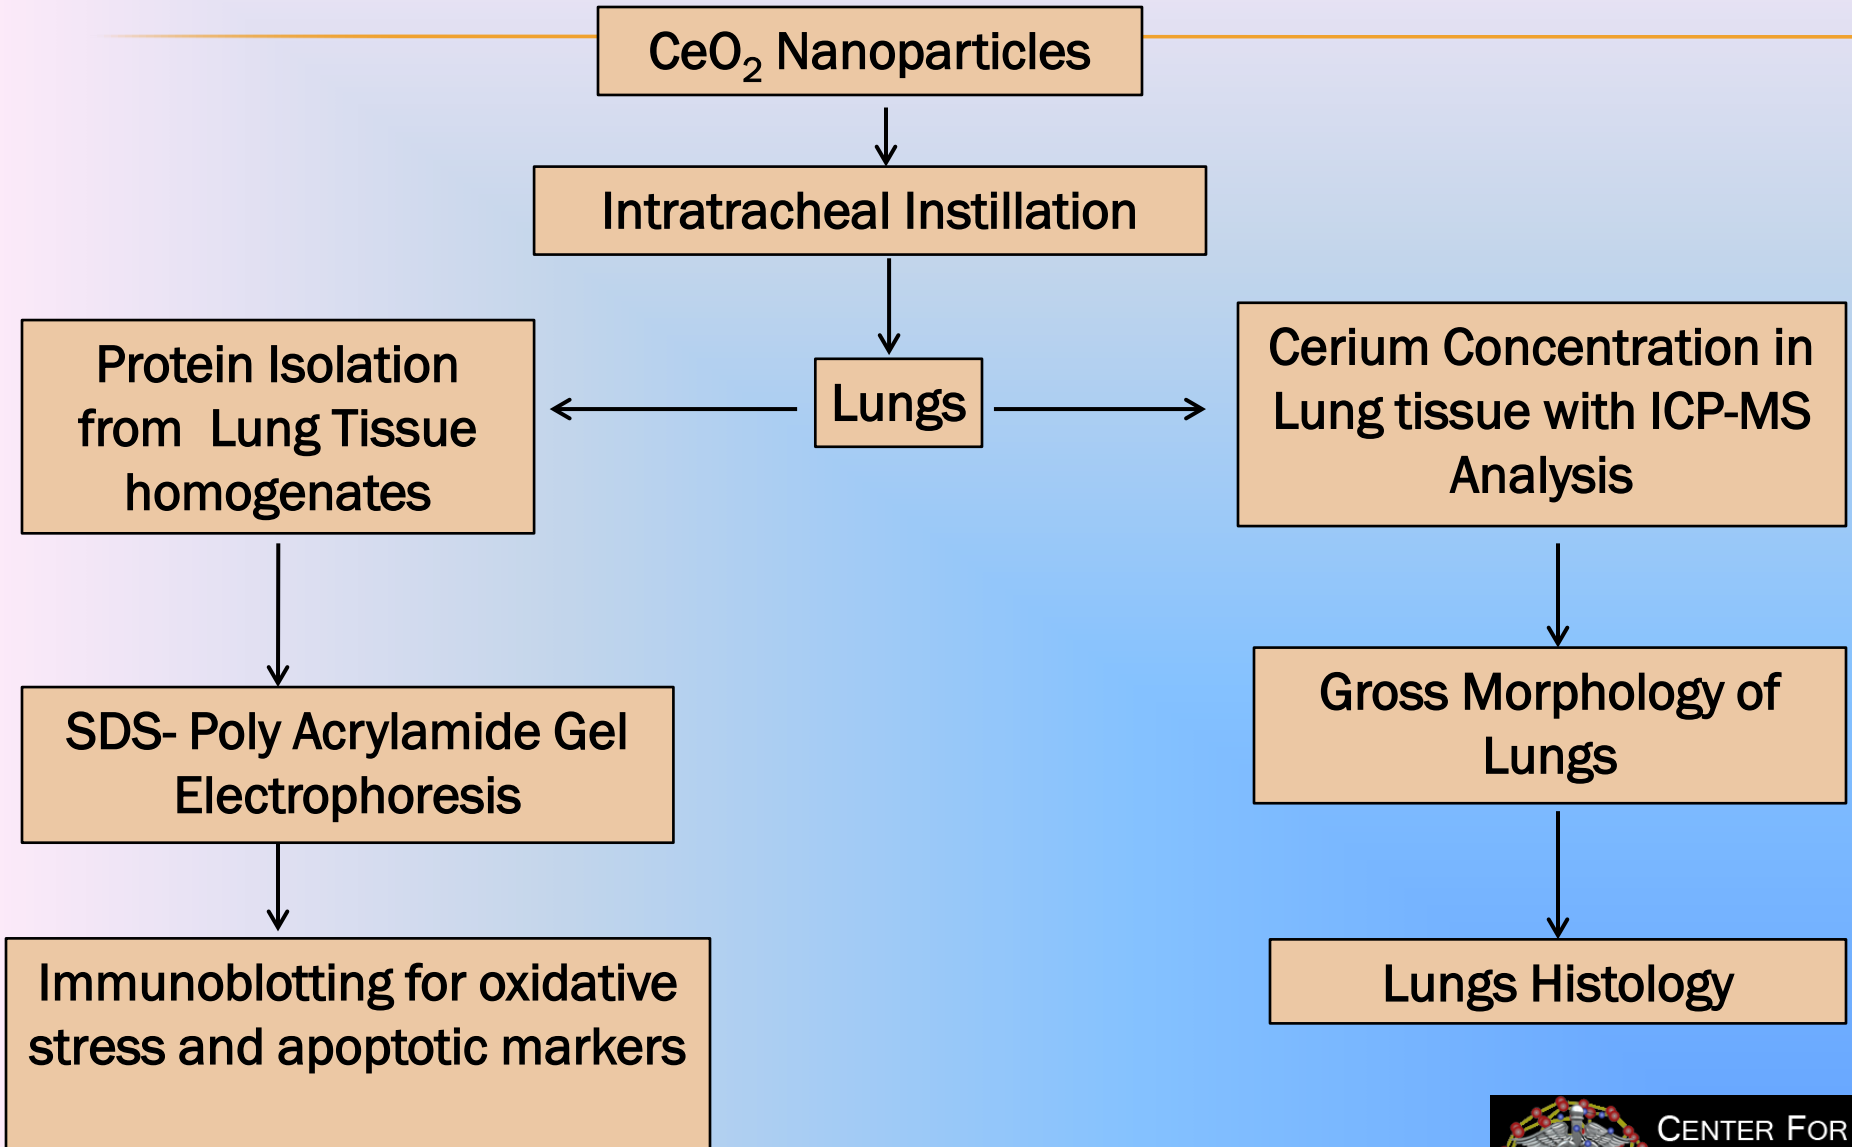 CeO₂ Nanoparticles
Intratracheal Instillation
Lungs
Protein Isolation
from Lung Tissue
homogenates
SDS- Poly Acrylamide Gel
Electrophoresis
Immunoblotting for oxidative
stress and apoptotic markers
Cerium Concentration in
Lung tissue with ICP-MS
Analysis
Gross Morphology of
Lungs
Lungs Histology
CENTER FOR